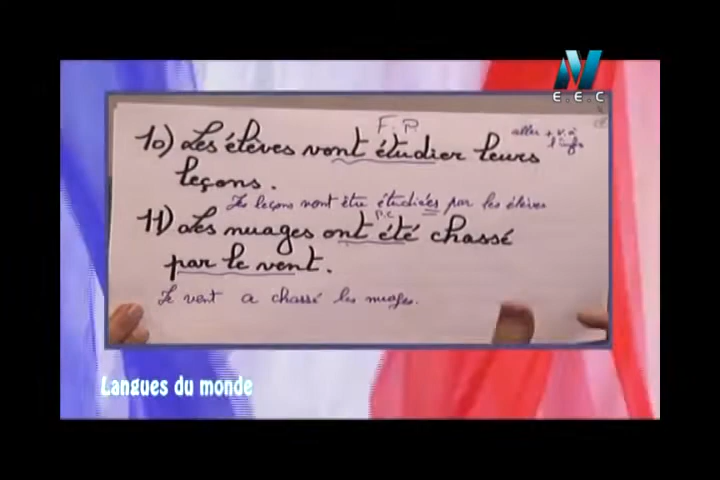 E.E.C
F.P
aller + v. à
l'infi
10) Les élèves vont étudier leurs
leçons.
Les leçons vont être étudiées par les élèves
P.C
11) Les nuages ont été chassé
par le vent.
Le vent a chassé les nuages.
Langues du monde